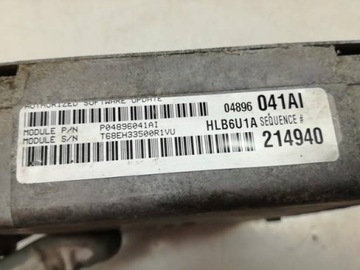 AUTHORIZED SOFTWARE UPDATE
04896 041AI
MODULE P/N P04896041AI
MODULE S/N T68EH33500R1VU
HLB6U1A SEQUENCE #
214940